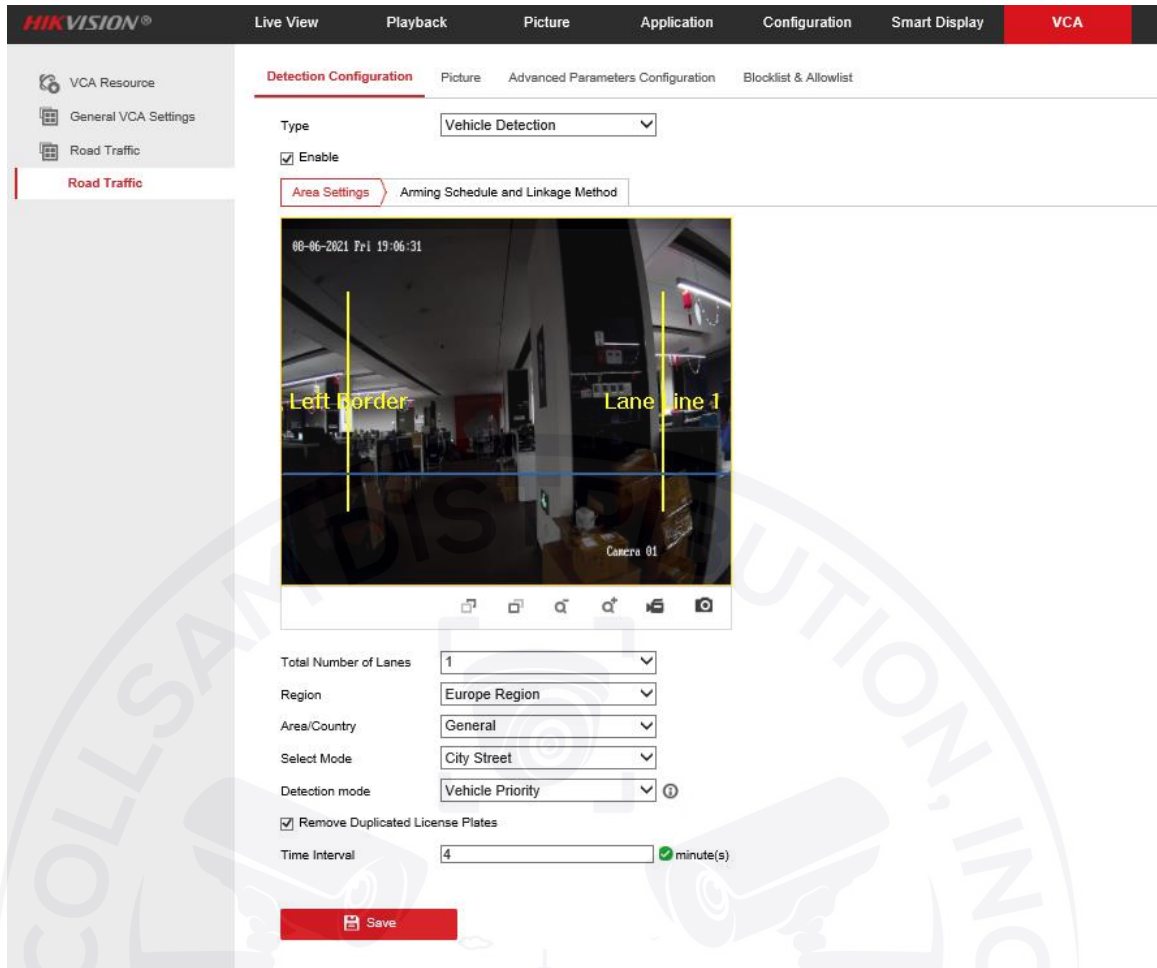 HIKVISION®
Live View Playback Picture Application Configuration Smart Display VCA
VCA Resource
General VCA Settings
Road Traffic
Road Traffic
Detection Configuration Picture Advanced Parameters Configuration Blocklist & Allowlist
Type Vehicle Detection
Enable
Area Settings Arming Schedule and Linkage Method
08-06-2021 Fri 19:06:31
Left Border Lane Line 1
Camera 01
Total Number of Lanes 1
Region Europe Region
Area/Country General
Select Mode City Street
Detection mode Vehicle Priority
Remove Duplicated License Plates
Time Interval 4 minute(s)
Save
COLLSAM DISTRIBUTION, INC